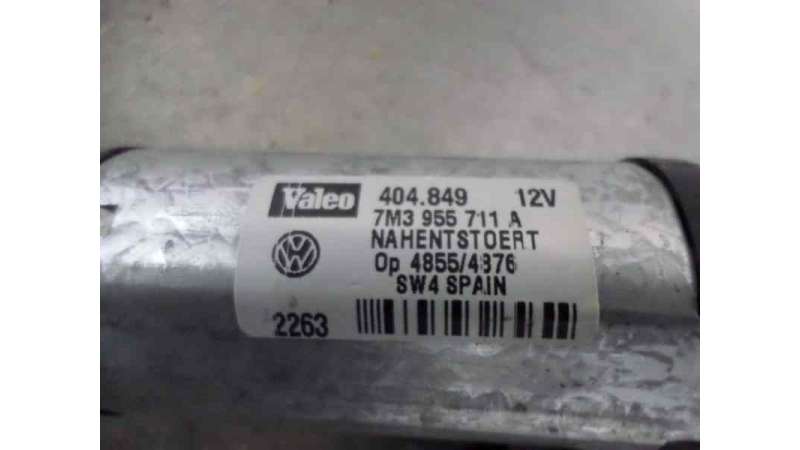 Valeo 404.849 12V
7M3 955 711 A
NAHENTSTOERT
Op 4855/4876
SW4 SPAIN
2263